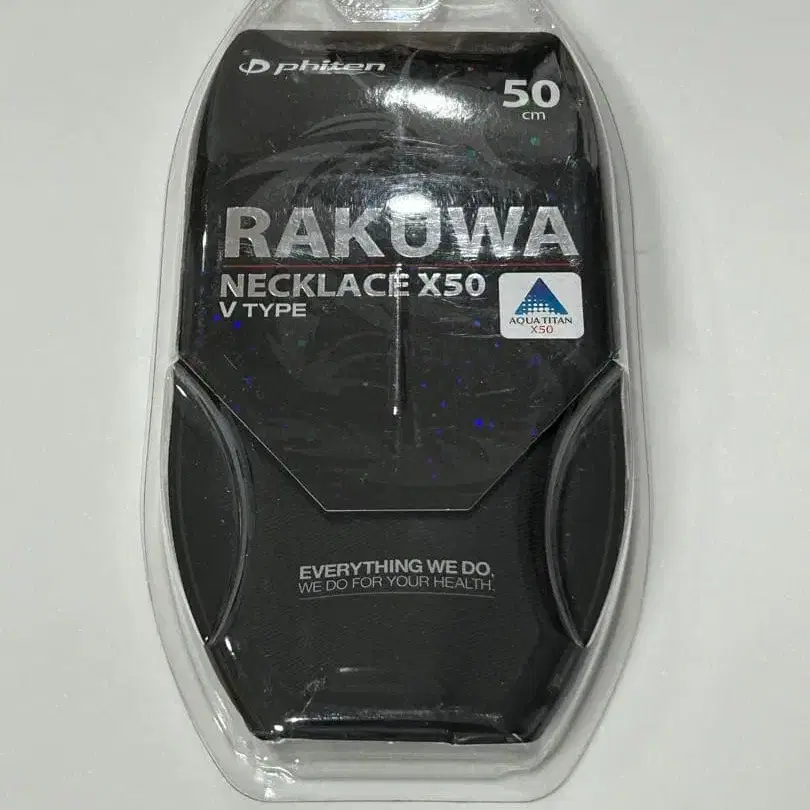 phiten
50
cm
RAKUWA
NECKLACE X50
V TYPE
AQUA TITAN
X50
EVERYTHING WE DO,
WE DO FOR YOUR HEALTH.